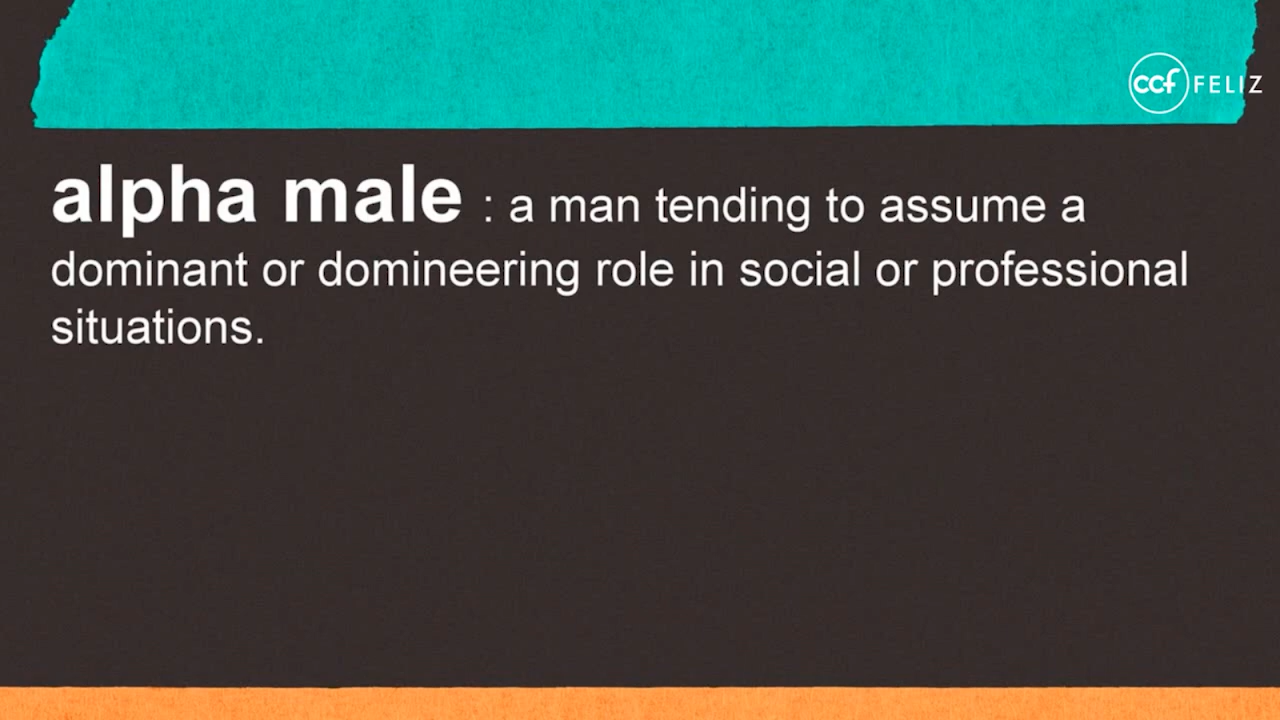 ccf FELIZ
alpha male : a man tending to assume a
dominant or domineering role in social or professional
situations.